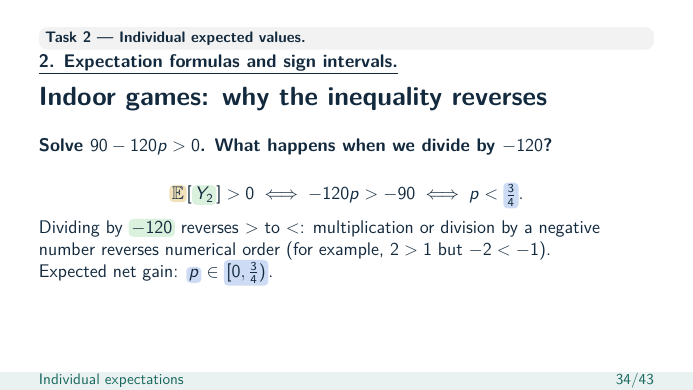 Task 2 — Individual expected values.
2. Expectation formulas and sign intervals.
Indoor games: why the inequality reverses
Solve 90 − 120p > 0. What happens when we divide by −120?
𝔼[Y₂] > 0 ⟺ −120p > −90 ⟺ p < 3/4.
Dividing by −120 reverses > to <: multiplication or division by a negative
number reverses numerical order (for example, 2 > 1 but −2 < −1).
Expected net gain: p ∈ [0, 3/4).
Individual expectations
34/43